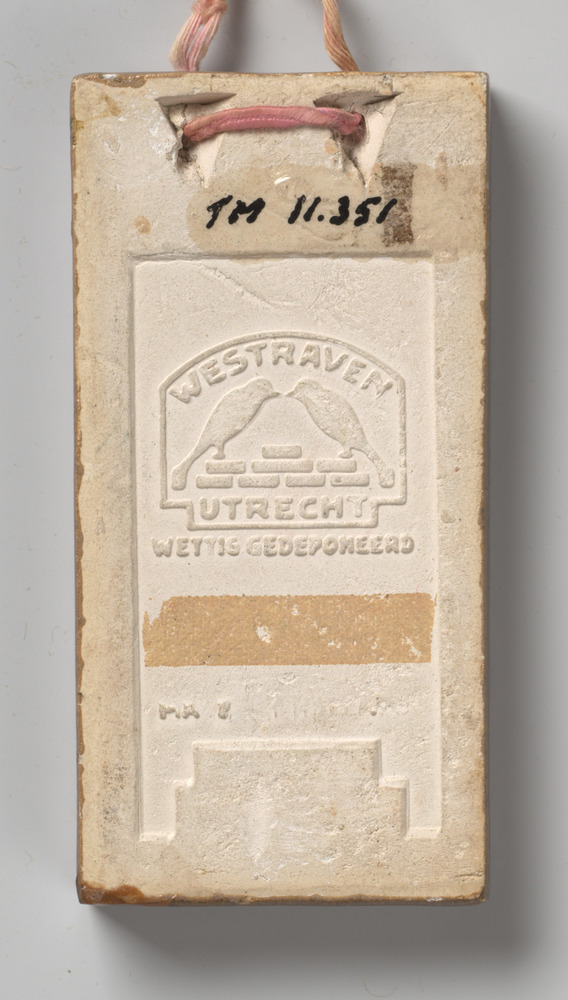 TM 11.351
WESTRAVEN
UTRECHT
WETTIG GEDEPONEERD